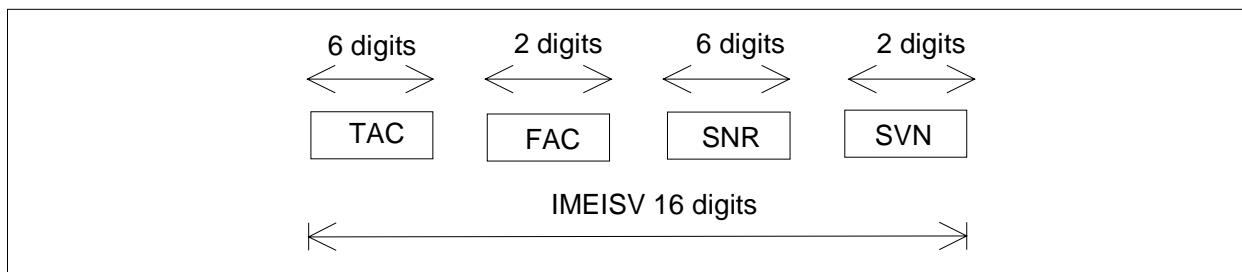 6 digits 2 digits 6 digits 2 digits
TAC FAC SNR SVN
IMEISV 16 digits